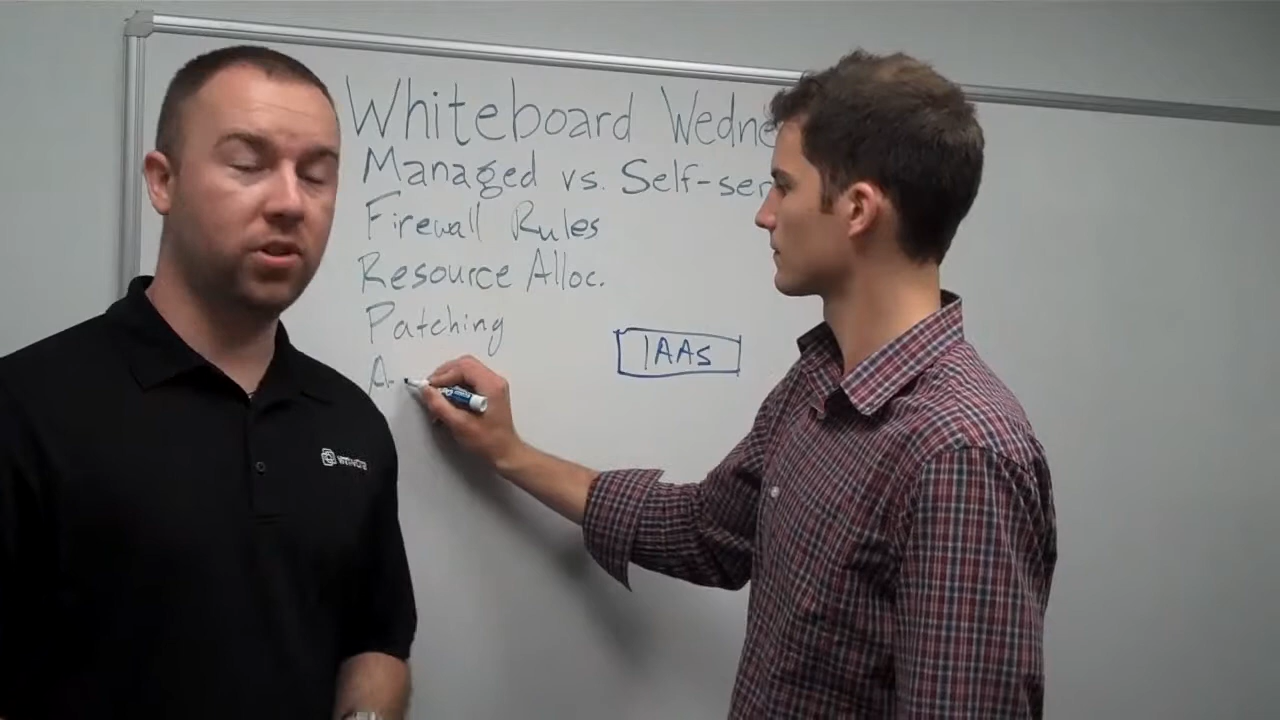 Whiteboard Wedne
Managed vs. Self-ser
Firewall Rules
Resource Alloc.
Patching
IAAS
A